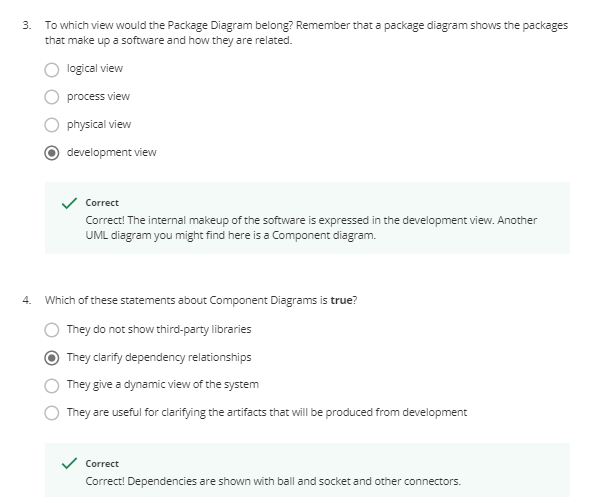 3. To which view would the Package Diagram belong? Remember that a package diagram shows the packages
that make up a software and how they are related.
logical view
process view
physical view
development view
Correct
Correct! The internal makeup of the software is expressed in the development view. Another
UML diagram you might find here is a Component diagram.
4. Which of these statements about Component Diagrams is true?
They do not show third-party libraries
They clarify dependency relationships
They give a dynamic view of the system
They are useful for clarifying the artifacts that will be produced from development
Correct
Correct! Dependencies are shown with ball and socket and other connectors.